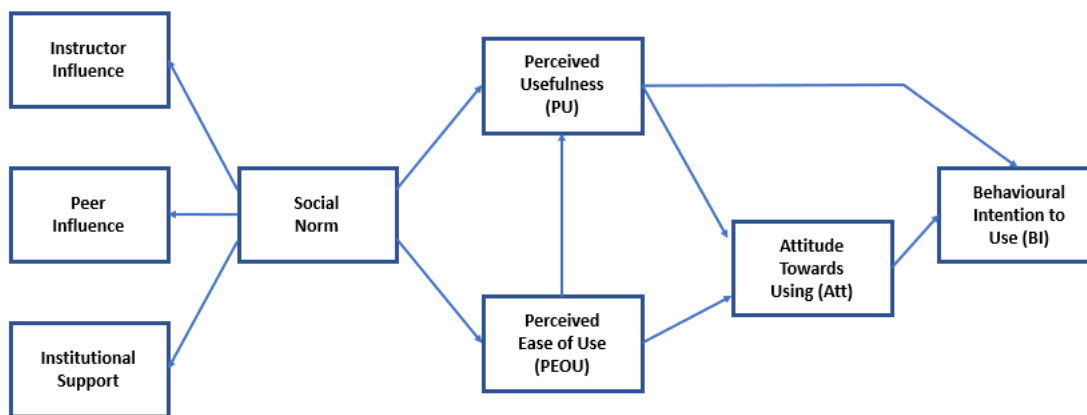 Instructor
Influence
Peer
Influence
Institutional
Support
Social
Norm
Perceived
Usefulness
(PU)
Perceived
Ease of Use
(PEOU)
Attitude
Towards
Using (Att)
Behavioural
Intention to
Use (BI)